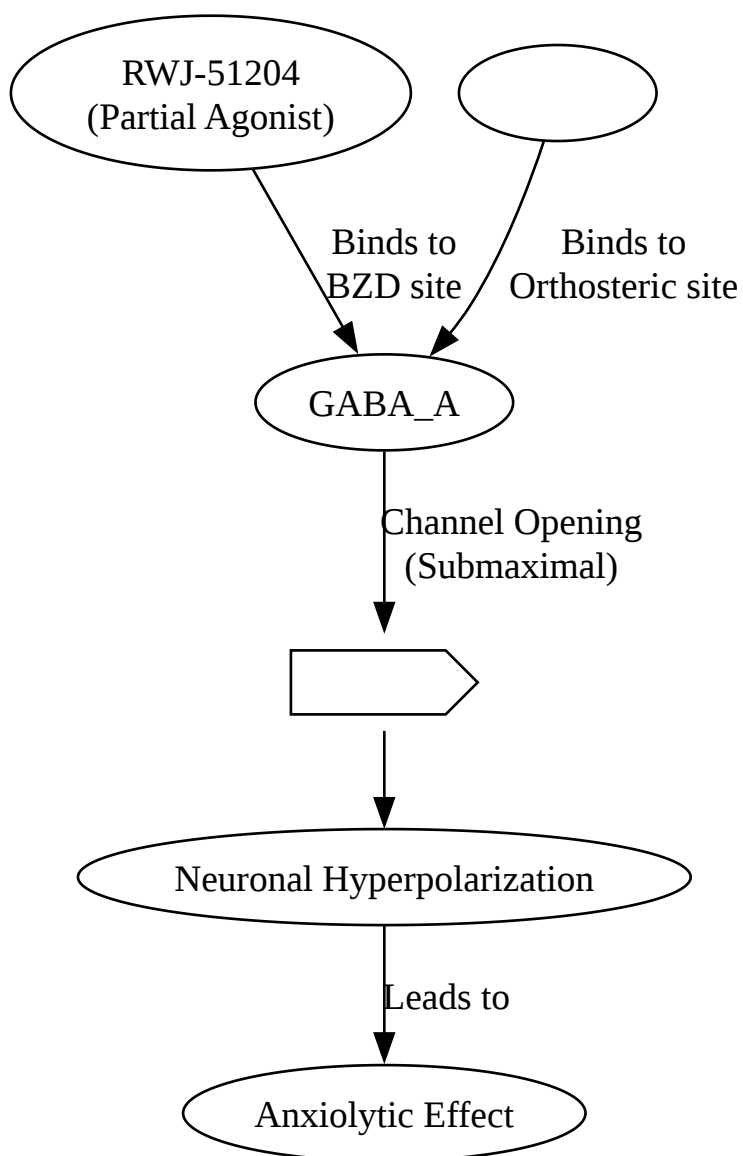 RWJ-51204
(Partial Agonist)
Binds to
BZD site
Binds to
Orthosteric site
GABA_A
Channel Opening
(Submaximal)
Neuronal Hyperpolarization
Leads to
Anxiolytic Effect